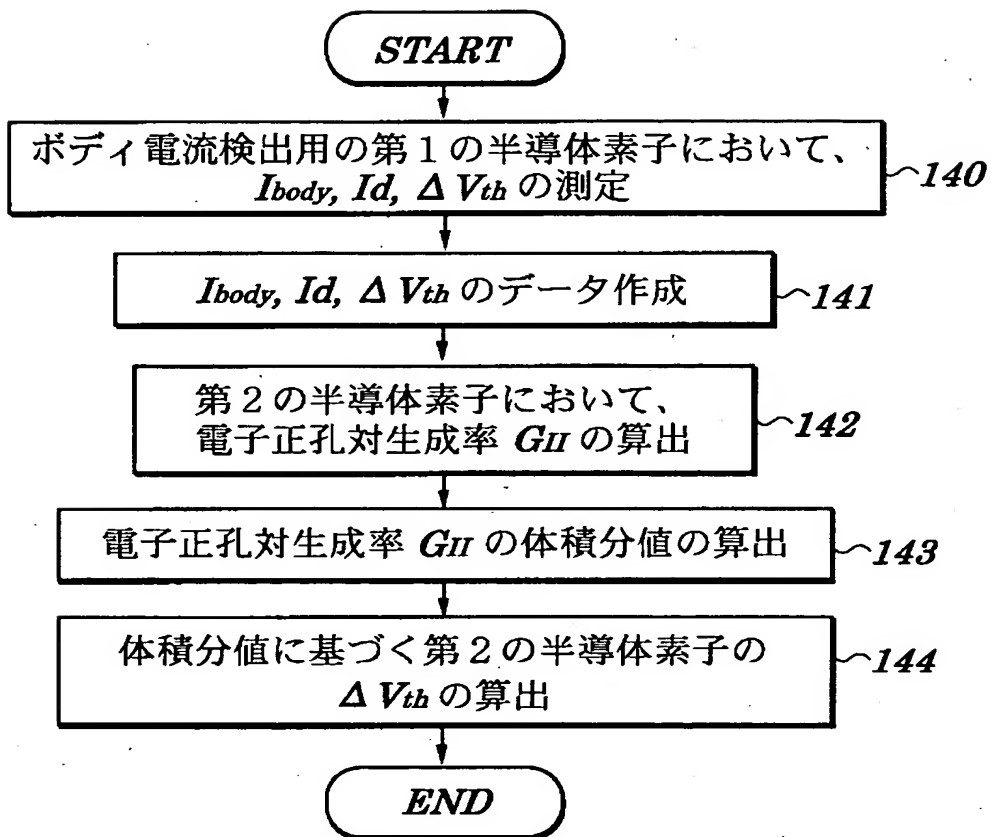 START
ボディ電流検出用の第1の半導体素子において、
Ibody, Id, Δ Vth の測定
140
Ibody, Id, Δ Vth のデータ作成
141
第2の半導体素子において、
電子正孔対生成率 GII の算出
142
電子正孔対生成率 GII の体積分値の算出
143
体積分値に基づく第2の半導体素子の
Δ Vth の算出
144
END